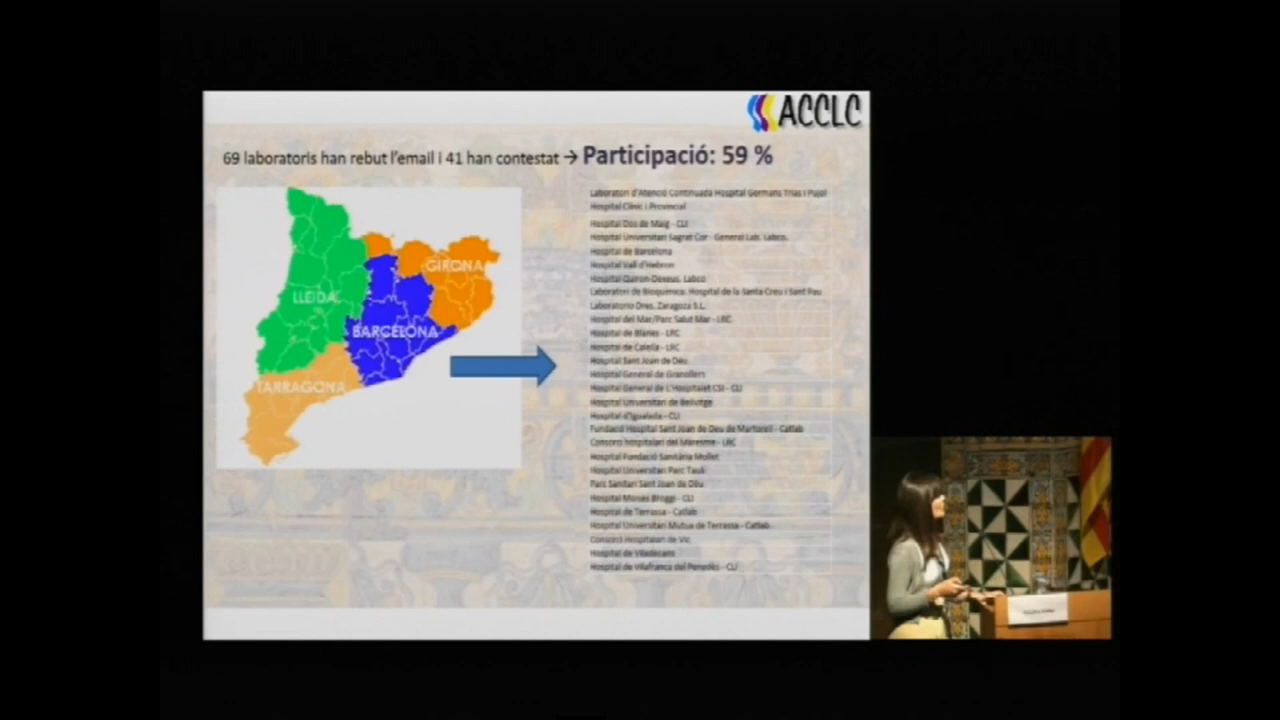 ACCLC
69 laboratoris han rebut l'email i 41 han contestat → Participació: 59 %
Laboratori d'Atenció Continuada Hospital Germans Trias i Pujol
Hospital Clínic i Provincial
Hospital Dos de Maig - CLI
Hospital Universitari Sagrat Cor - General Lab. Labco.
Hospital de Barcelona
Hospital Vall d'Hebron
Hospital Quiron-Dexeus. Labco
Laboratori de Bioquímica. Hospital de la Santa Creu i Sant Pau
Laboratorio Dres. Zaragoza S.L.
Hospital del Mar/Parc Salut Mar - LRC
Hospital de Blanes - LRC
Hospital de Calella - LRC
Hospital Sant Joan de Déu
Hospital General de Granollers
Hospital General de L'Hospitalet CSI - CLI
Hospital Universitari de Bellvitge
Hospital d'Igualada - CLI
Fundació Hospital Sant Joan de Deu de Martorell - Catlab
Consorci hospitalari del Maresme - LRC
Hospital Fundació Sanitària Mollet
Hospital Universitari Parc Taulí
Parc Sanitari Sant Joan de Déu
Hospital Moises Broggi - CLI
Hospital de Terrassa - Catlab
Hospital Universitari Mutua de Terrassa - Catlab
Consorci Hospitalari de Vic
Hospital de Viladecans
Hospital de Vilafranca del Penedès - CLI
GIRONA
LLEIDA
BARCELONA
TARRAGONA